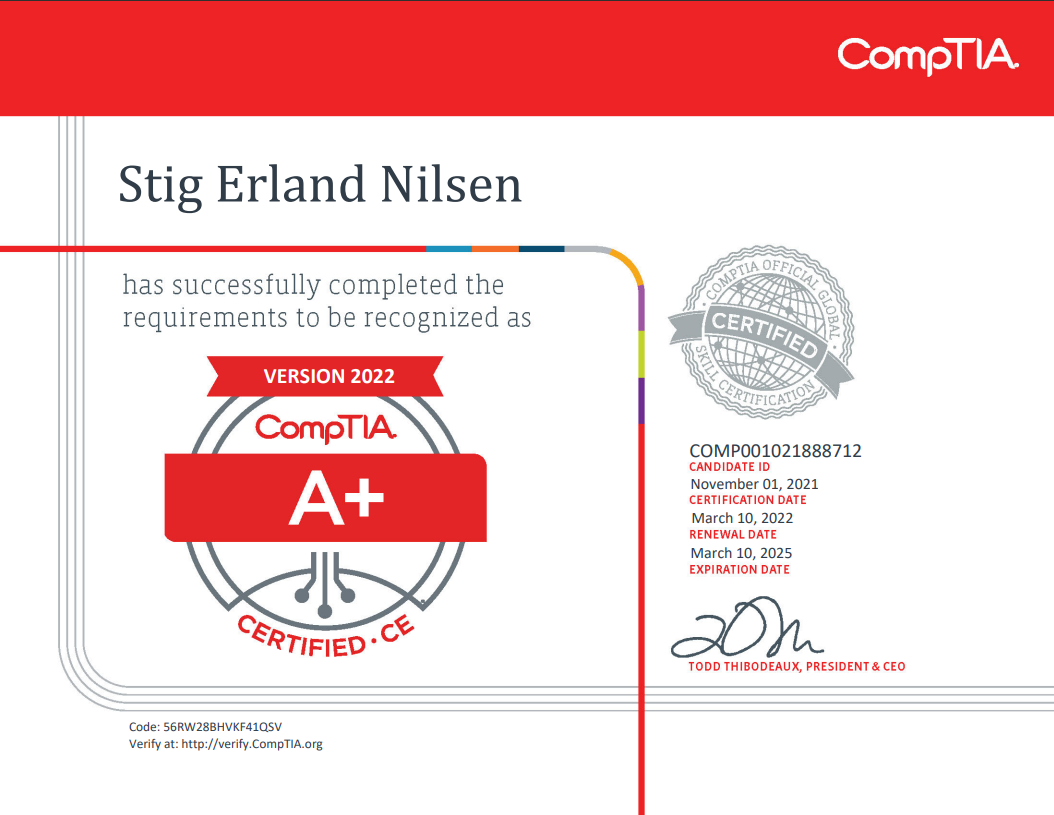 CompTIA.
Stig Erland Nilsen
has successfully completed the
requirements to be recognized as
VERSION 2022
CompTIA.
A+
CERTIFIED · CE
COMPTIA OFFICIAL GLOBAL
CERTIFIED
SKILL CERTIFICATION
COMP001021888712
CANDIDATE ID
November 01, 2021
CERTIFICATION DATE
March 10, 2022
RENEWAL DATE
March 10, 2025
EXPIRATION DATE
TODD THIBODEAUX, PRESIDENT & CEO
Code: 56RW28BHVKF41QSV
Verify at: http://verify.CompTIA.org